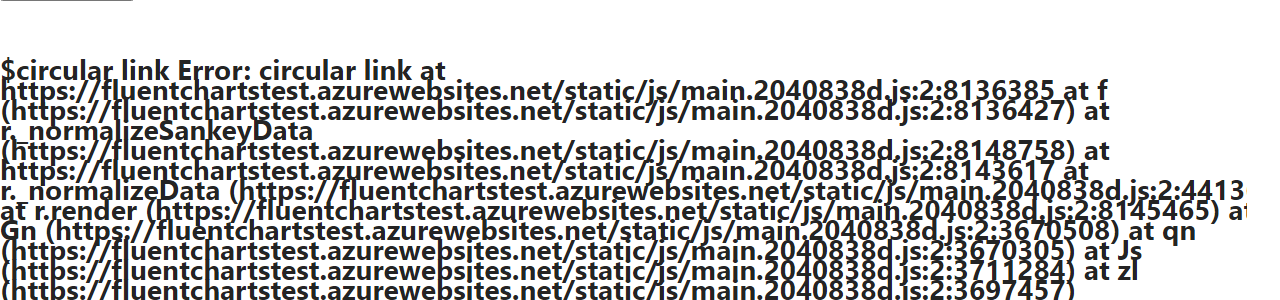 $circular link Error: circular link at
https://fluentchartstest.azurewebsites.net/static/js/main.2040838d.js:2:8136385 at f
(https://fluentchartstest.azurewebsites.net/static/js/main.2040838d.js:2:8136427) at
r._normalizeSankeyData
(https://fluentchartstest.azurewebsites.net/static/js/main.2040838d.js:2:8148758) at
https://fluentchartstest.azurewebsites.net/static/js/main.2040838d.js:2:8143617 at
r._normalizeData (https://fluentchartstest.azurewebsites.net/static/js/main.2040838d.js:2:4413
at r.render (https://fluentchartstest.azurewebsites.net/static/js/main.2040838d.js:2:8145465) at
Gn (https://fluentchartstest.azurewebsites.net/static/js/main.2040838d.js:2:3670508) at qn
(https://fluentchartstest.azurewebsites.net/static/js/main.2040838d.js:2:3670305) at Js
(https://fluentchartstest.azurewebsites.net/static/js/main.2040838d.js:2:3711284) at zl
(https://fluentchartstest.azurewebsites.net/static/js/main.2040838d.js:2:3697457)